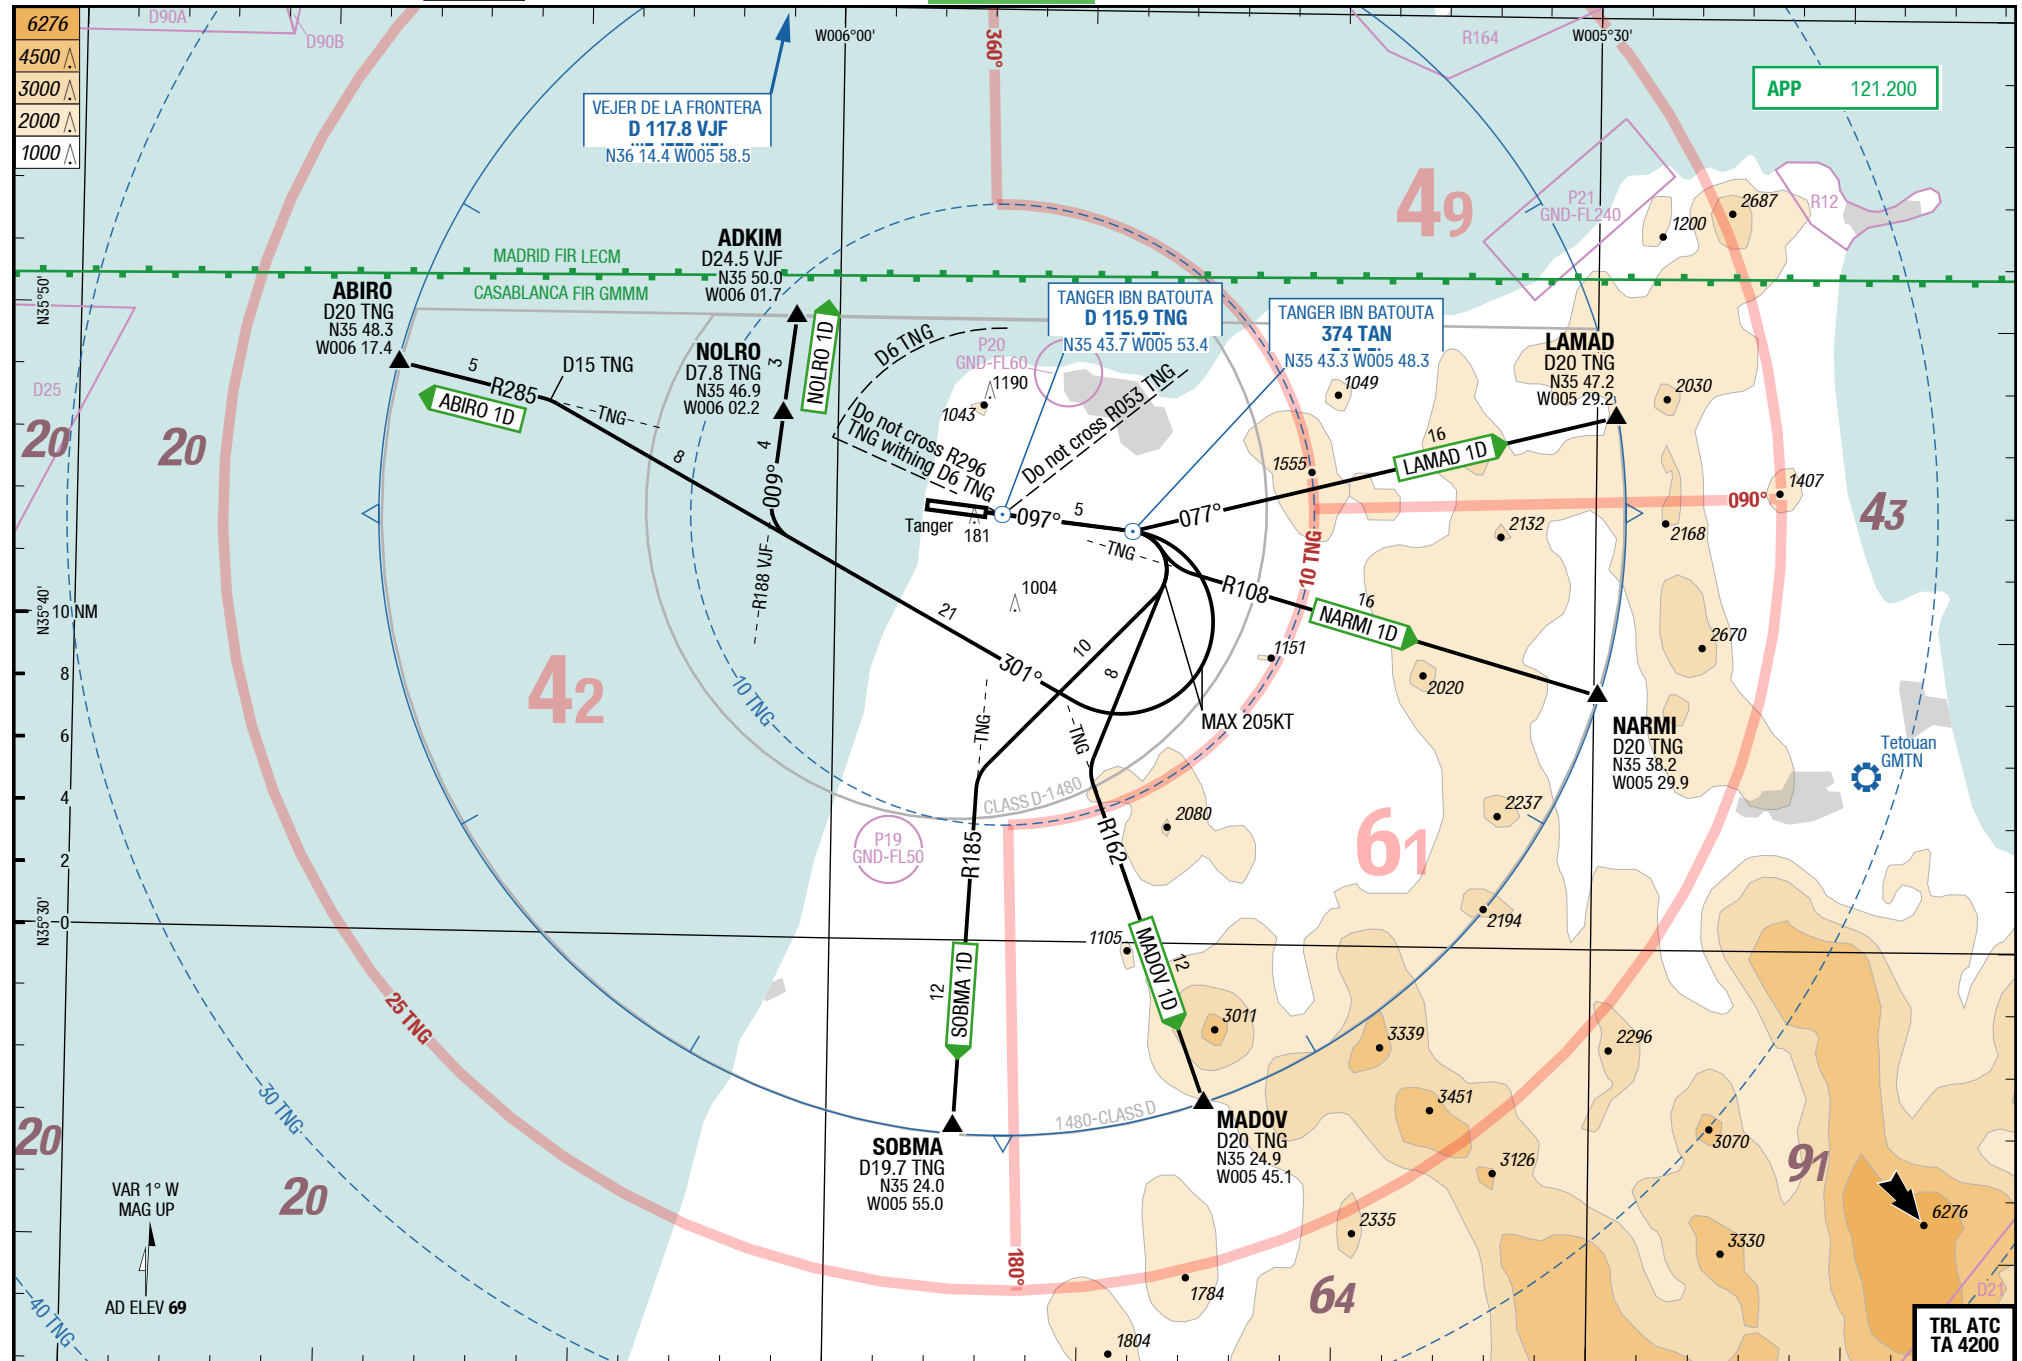 6276
4500
3000
2000
1000
D90A
D90B
W006°00'
360°
R164
W005°30'
APP 121.200
VEJER DE LA FRONTERA
D 117.8 VJF
N36 14.4 W005 58.5
49
P21
GND-FL240
1200
2687
R12
MADRID FIR LECM
CASABLANCA FIR GMMM
N35°50'
ABIRO
D20 TNG
N35 48.3
W006 17.4
ADKIM
D24.5 VJF
N35 50.0
W006 01.7
NOLRO
D7.8 TNG
N35 46.9
W006 02.2
NOLRO 1D
3
4
009°
R188 VJF
D6 TNG
TANGER IBN BATOUTA
D 115.9 TNG
N35 43.7 W005 53.4
TANGER IBN BATOUTA
374 TAN
N35 43.3 W005 48.3
P20
GND-FL60
1190
1043
1049
LAMAD
D20 TNG
N35 47.2
W005 29.2
2030
D25
5
R285
D15 TNG
TNG
ABIRO 1D
8
Do not cross R296
TNG withing D6 TNG
Do not cross R053 TNG
20
20
16
LAMAD 1D
1555
1407
090°
43
Tanger
181
097°
5
077°
TNG
10 TNG
2132
2168
N35°40'
10 NM
8
6
4
2
0
N35°30'
1004
21
301°
10
8
R108
16
NARMI 1D
1151
2670
2020
MAX 205KT
42
10 TNG
TNG
TNG
NARMI
D20 TNG
N35 38.2
W005 29.9
Tetouan
GMTN
CLASS D-1480
P19
GND-FL50
R185
R162
2080
2237
61
2194
1105
12
SOBMA 1D
MADOV 1D
12
25 TNG
3011
3339
2296
30 TNG
3451
3070
1480-CLASS D
SOBMA
D19.7 TNG
N35 24.0
W005 55.0
MADOV
D20 TNG
N35 24.9
W005 45.1
3126
91
20
20
VAR 1° W
MAG UP
AD ELEV 69
40 TNG
180°
2335
6276
3330
1784
64
D21
1804
TRL ATC
TA 4200